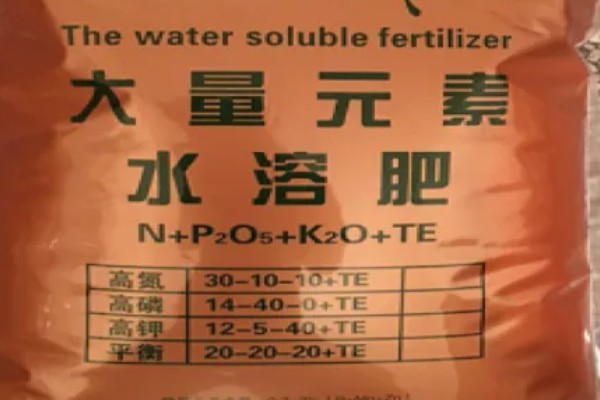 The water soluble fertilizer
大量元素
水溶肥
N+P₂O₅+K₂O+TE
高氮 30-10-10+TE
高磷 14-40-0+TE
高钾 12-5-40+TE
平衡 20-20-20+TE